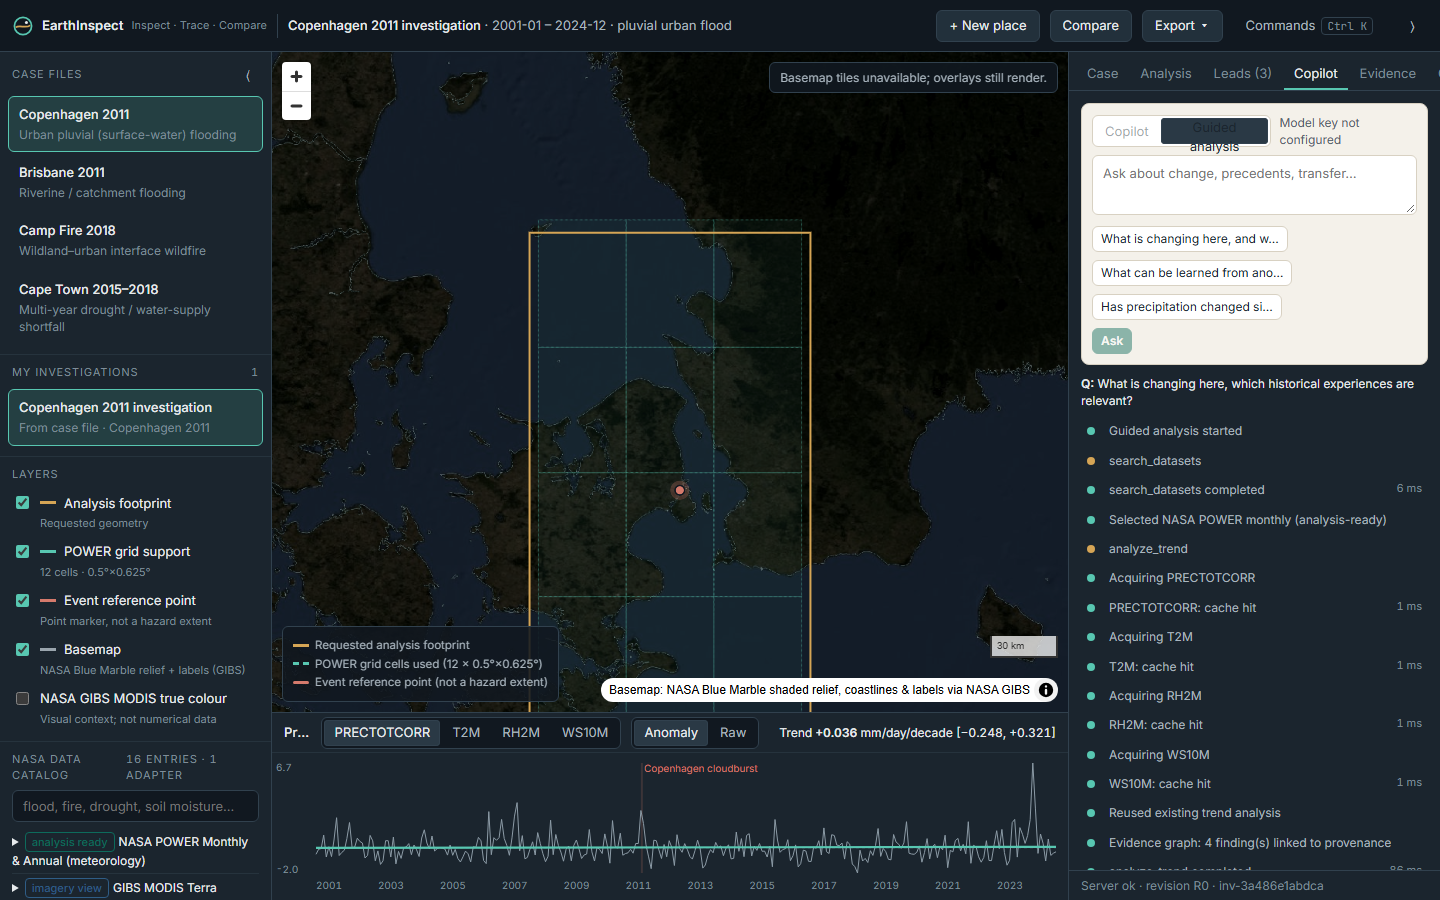 EarthInspect
Inspect · Trace · Compare
Copenhagen 2011 investigation · 2001-01 – 2024-12 · pluvial urban flood
+ New place
Compare
Export
Commands Ctrl K
CASE FILES
Copenhagen 2011
Urban pluvial (surface-water) flooding
Brisbane 2011
Riverine / catchment flooding
Camp Fire 2018
Wildland–urban interface wildfire
Cape Town 2015–2018
Multi-year drought / water-supply
shortfall
MY INVESTIGATIONS 1
Copenhagen 2011 investigation
From case file · Copenhagen 2011
LAYERS
Analysis footprint
Requested geometry
POWER grid support
12 cells · 0.5°×0.625°
Event reference point
Point marker, not a hazard extent
Basemap
NASA Blue Marble relief + labels (GIBS)
NASA GIBS MODIS true colour
Visual context; not numerical data
NASA DATA
CATALOG
16 ENTRIES · 1
ADAPTER
flood, fire, drought, soil moisture...
analysis ready NASA POWER Monthly
& Annual (meteorology)
imagery view GIBS MODIS Terra
+
−
Basemap tiles unavailable; overlays still render.
Requested analysis footprint
POWER grid cells used (12 × 0.5°×0.625°)
Event reference point (not a hazard extent)
30 km
Basemap: NASA Blue Marble shaded relief, coastlines & labels via NASA GIBS
Pr... PRECTOTCORR T2M RH2M WS10M Anomaly Raw Trend +0.036 mm/day/decade [−0.248, +0.321]
6.7
Copenhagen cloudburst
-2.0
2001 2003 2005 2007 2009 2011 2013 2015 2017 2019 2021 2023
Case Analysis Leads (3) Copilot Evidence
Copilot
Guided
analysis
Model key not
configured
Ask about change, precedents, transfer...
What is changing here, and w...
What can be learned from ano...
Has precipitation changed si...
Ask
Q: What is changing here, which historical experiences are
relevant?
Guided analysis started
search_datasets
search_datasets completed 6 ms
Selected NASA POWER monthly (analysis-ready)
analyze_trend
Acquiring PRECTOTCORR
PRECTOTCORR: cache hit 1 ms
Acquiring T2M
T2M: cache hit 1 ms
Acquiring RH2M
RH2M: cache hit 1 ms
Acquiring WS10M
WS10M: cache hit 1 ms
Reused existing trend analysis
Evidence graph: 4 finding(s) linked to provenance
analyze_trend completed 86 ms
Server ok · revision R0 · inv-3a486e1abdca